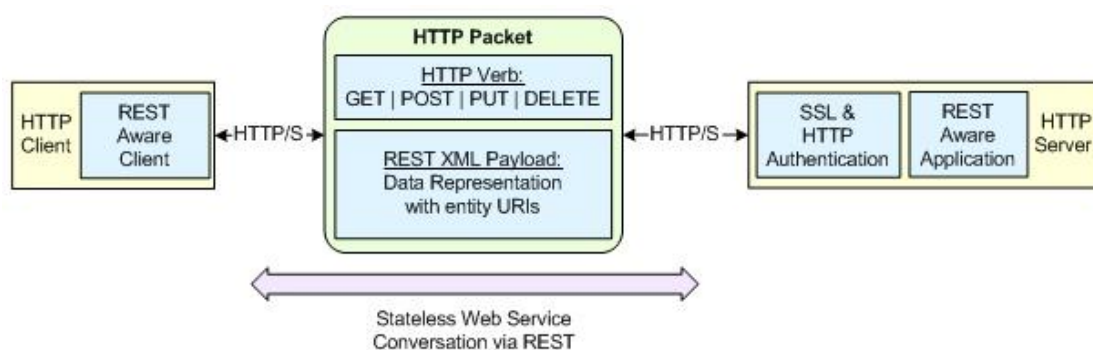 HTTP Packet
HTTP Verb:
GET | POST | PUT | DELETE
HTTP
Client
REST
Aware
Client
HTTP/S
REST XML Payload:
Data Representation
with entity URIs
HTTP/S
SSL &
HTTP
Authentication
REST
Aware
Application
HTTP
Server
Stateless Web Service
Conversation via REST